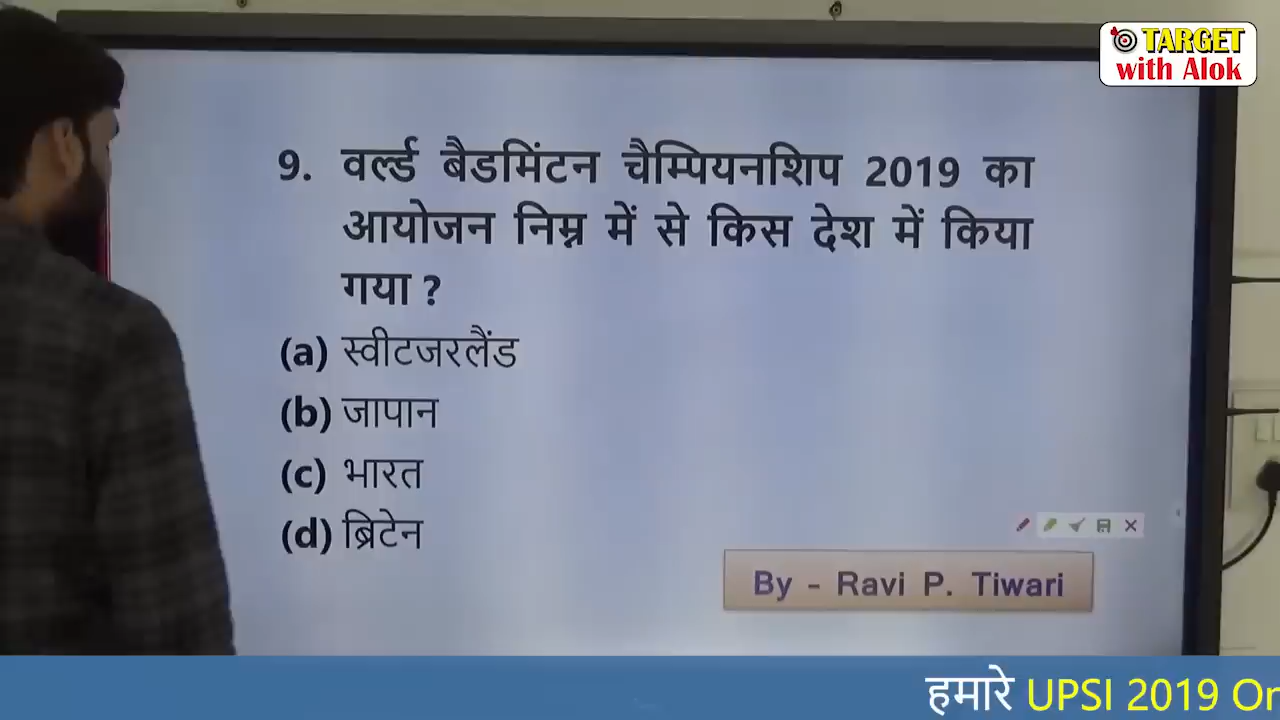 TARGET
with Alok
9. वर्ल्ड बैडमिंटन चैम्पियनशिप 2019 का
आयोजन निम्न में से किस देश में किया
गया ?
(a) स्वीटजरलैंड
(b) जापान
(c) भारत
(d) ब्रिटेन
By - Ravi P. Tiwari
हमारे UPSI 2019 On